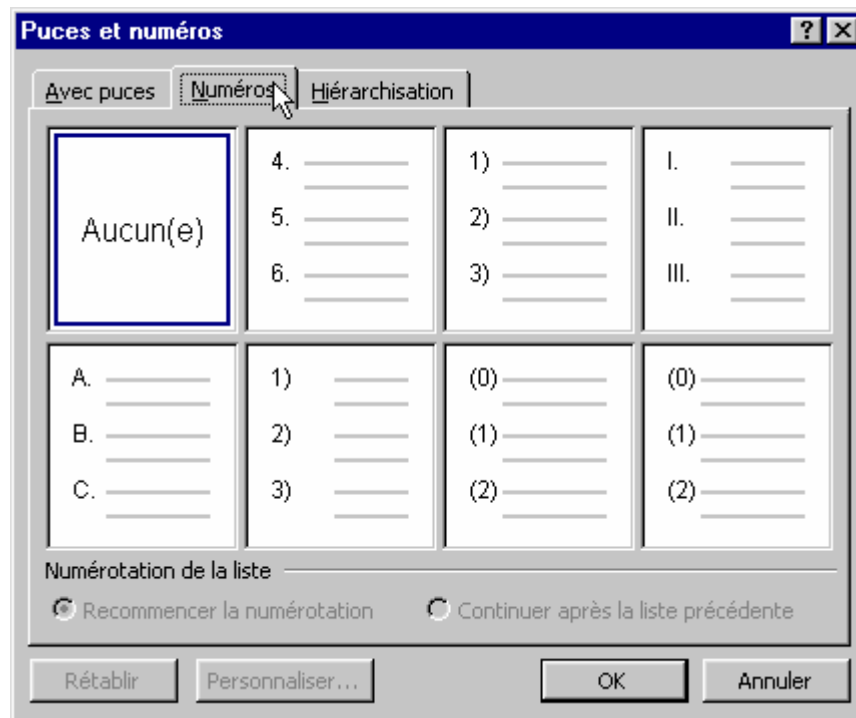 Puces et numéros
Avec puces Numéros Hiérarchisation
Aucun(e) 4. 1) I.
5. 2) II.
6. 3) III.
A. 1) (0) (0)
B. 2) (1) (1)
C. 3) (2) (2)
Numérotation de la liste
Recommencer la numérotation Continuer après la liste précédente
Rétablir Personnaliser... OK Annuler